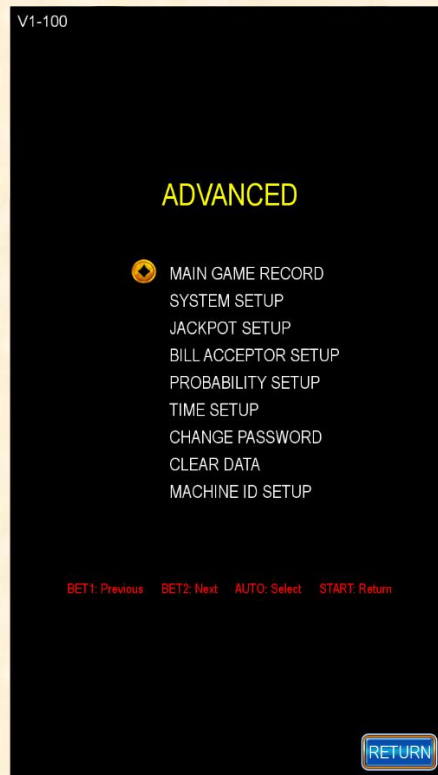 V1-100
ADVANCED
MAIN GAME RECORD
SYSTEM SETUP
JACKPOT SETUP
BILL ACCEPTOR SETUP
PROBABILITY SETUP
TIME SETUP
CHANGE PASSWORD
CLEAR DATA
MACHINE ID SETUP
BET1: Previous BET2: Next AUTO: Select START: Return
RETURN